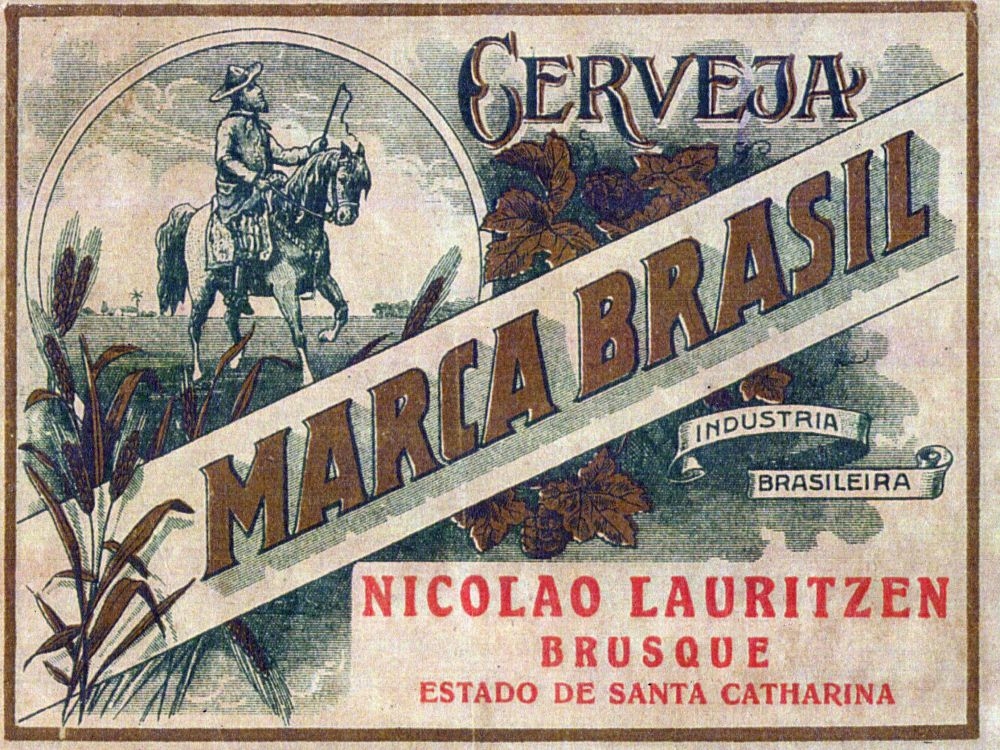 CERVEJA
MARCA BRASIL
INDUSTRIA
BRASILEIRA
NICOLAO LAURITZEN
BRUSQUE
ESTADO DE SANTA CATHARINA